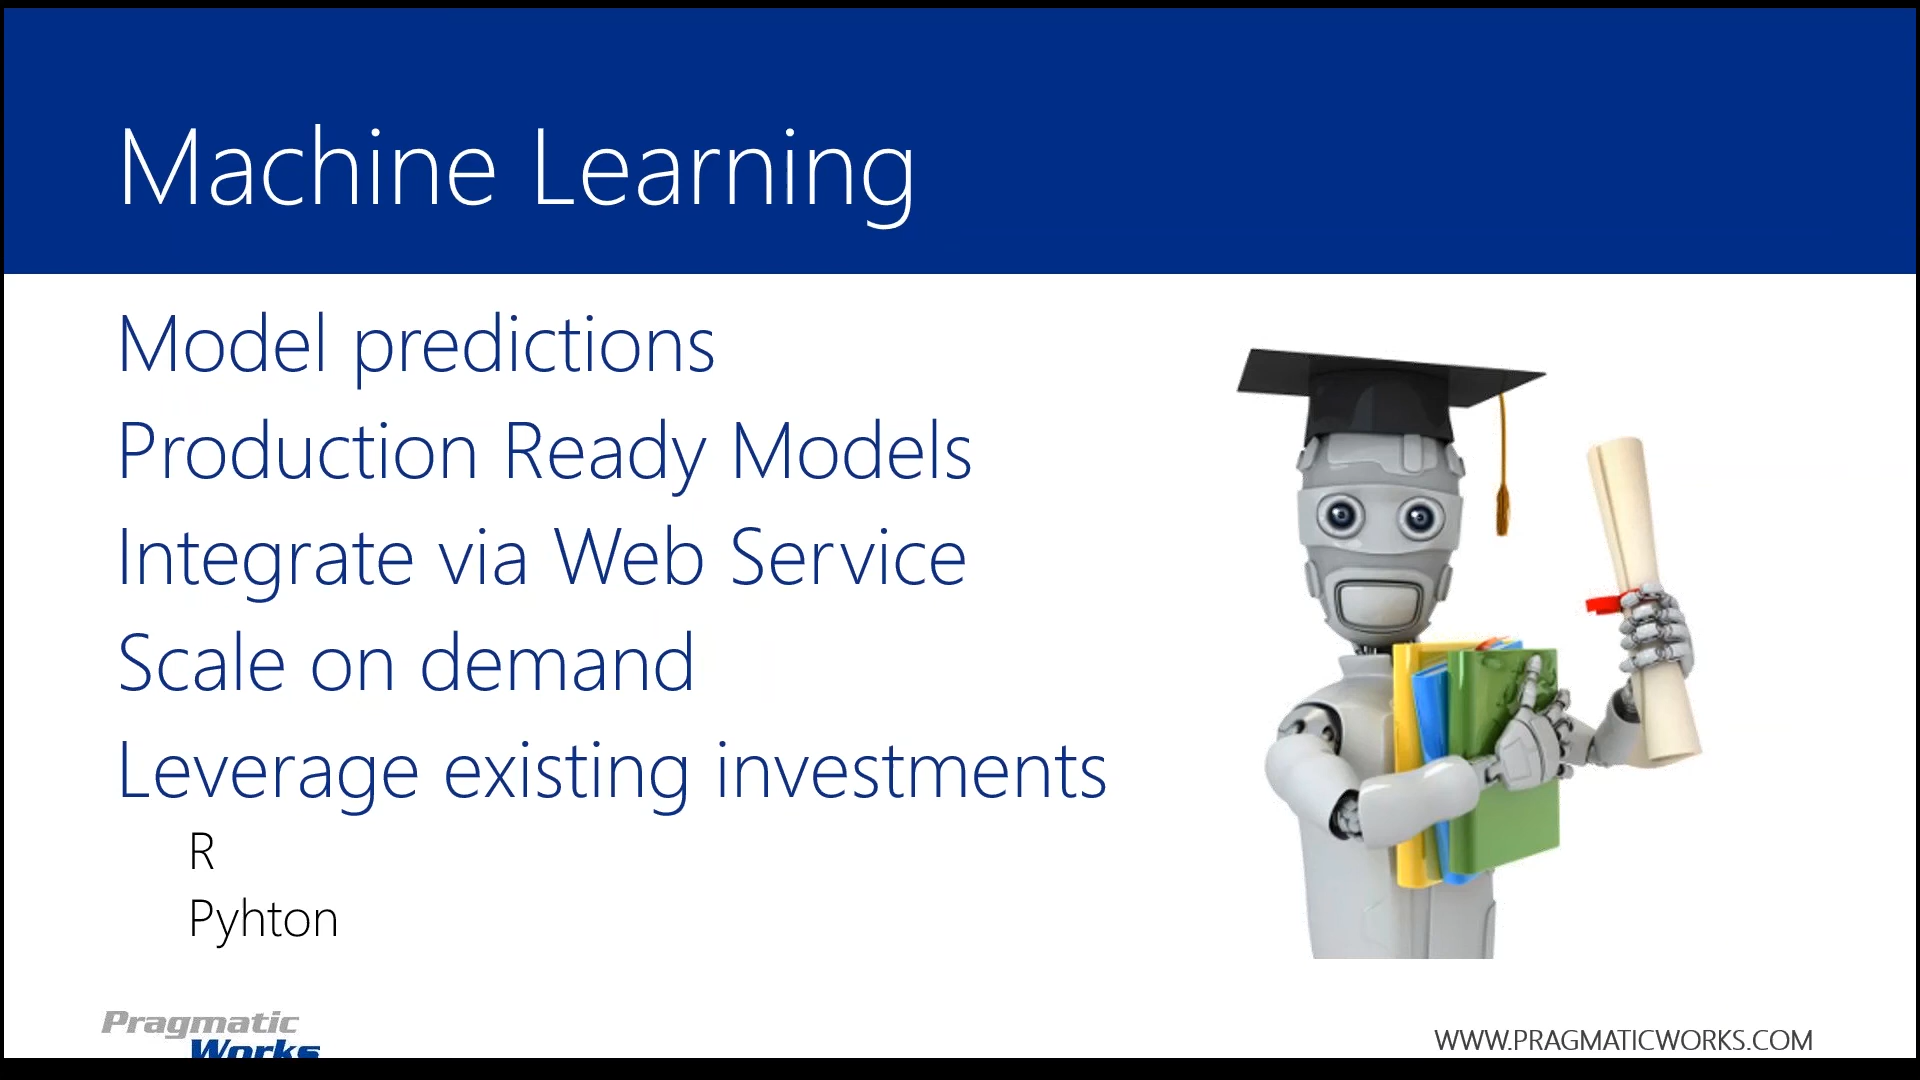 Machine Learning
Model predictions
Production Ready Models
Integrate via Web Service
Scale on demand
Leverage existing investments
R
Pyhton
Pragmatic
Works
WWW.PRAGMATICWORKS.COM